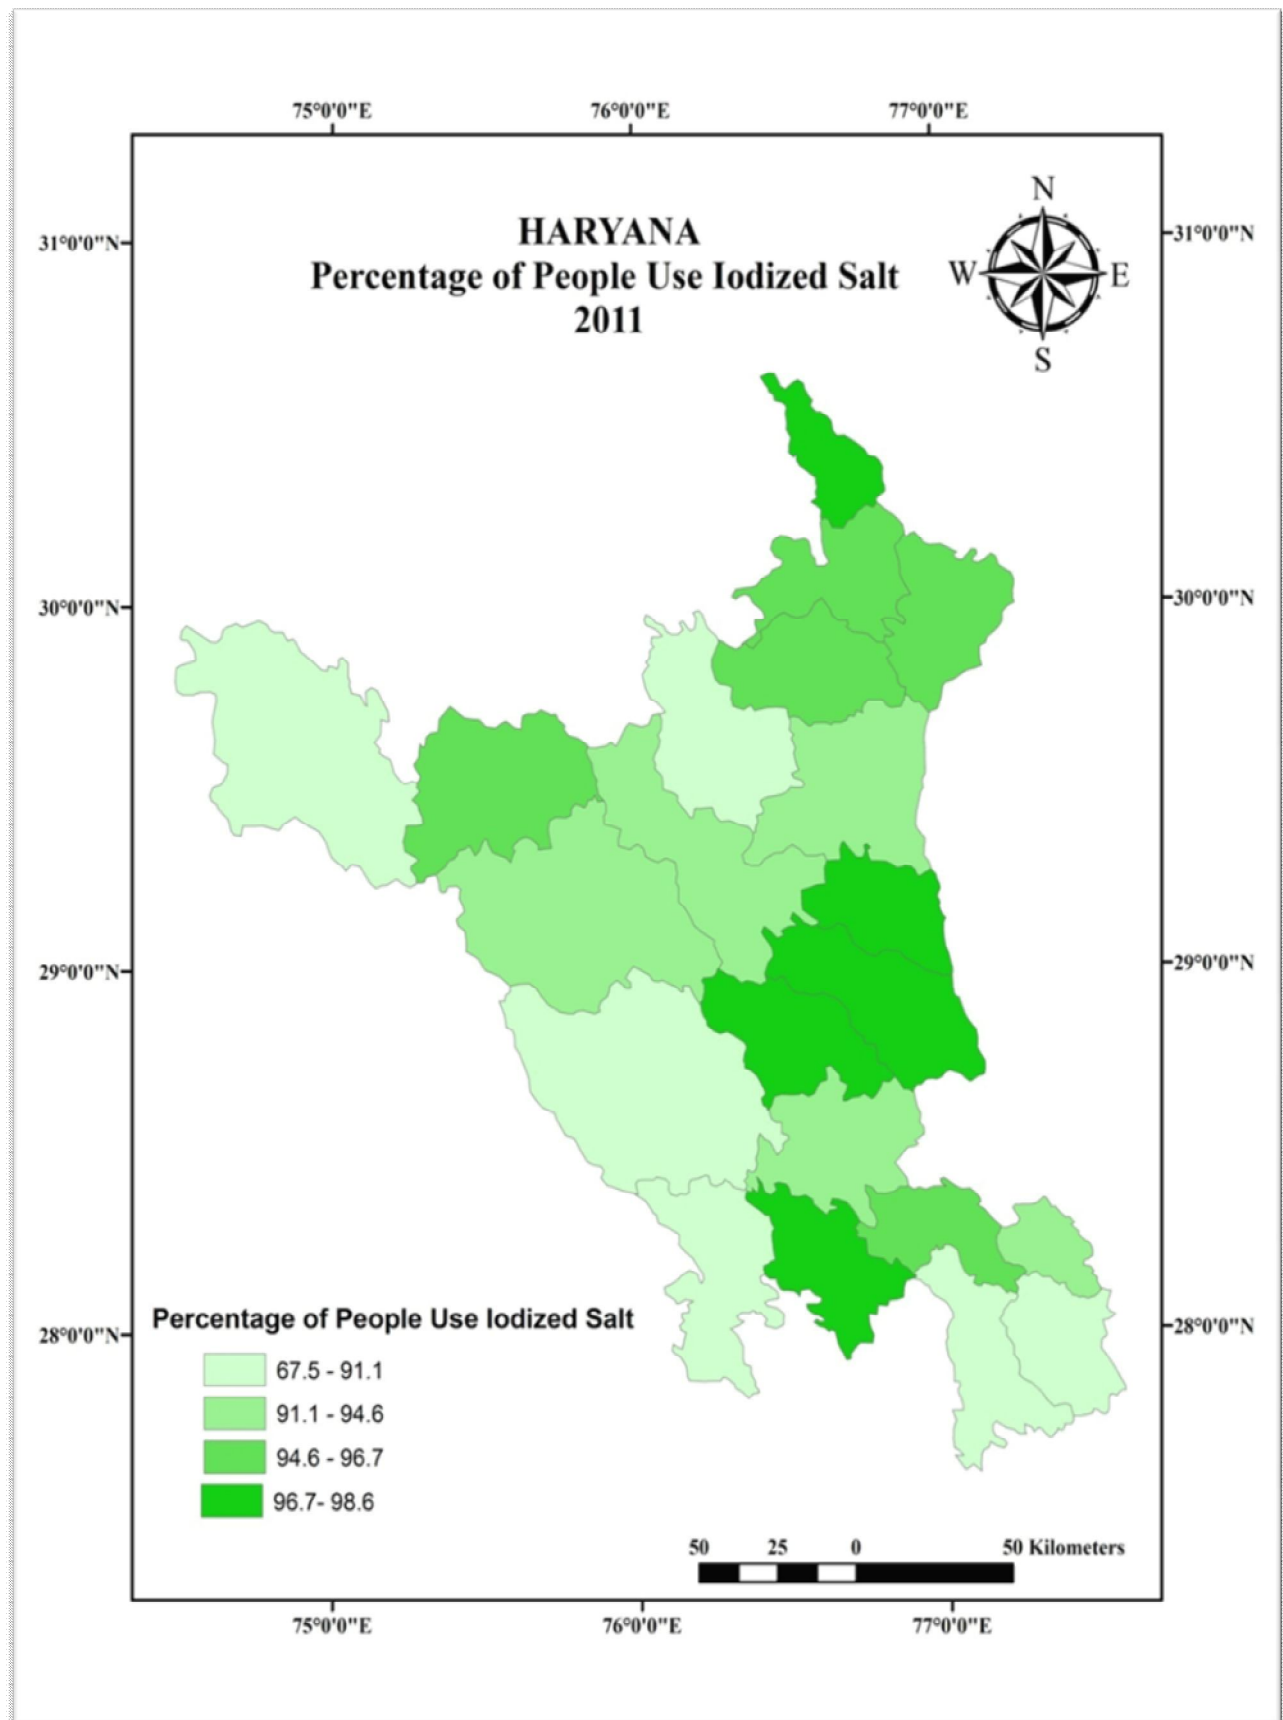 75°0'0"E 76°0'0"E 77°0'0"E
N
HARYANA
31°0'0"N 31°0'0"N
Percentage of People Use Iodized Salt
W E
2011
S
30°0'0"N 30°0'0"N
29°0'0"N 29°0'0"N
Percentage of People Use Iodized Salt
28°0'0"N 28°0'0"N
67.5 - 91.1
91.1 - 94.6
94.6 - 96.7
96.7- 98.6
50 25 0 50 Kilometers
75°0'0"E 76°0'0"E 77°0'0"E